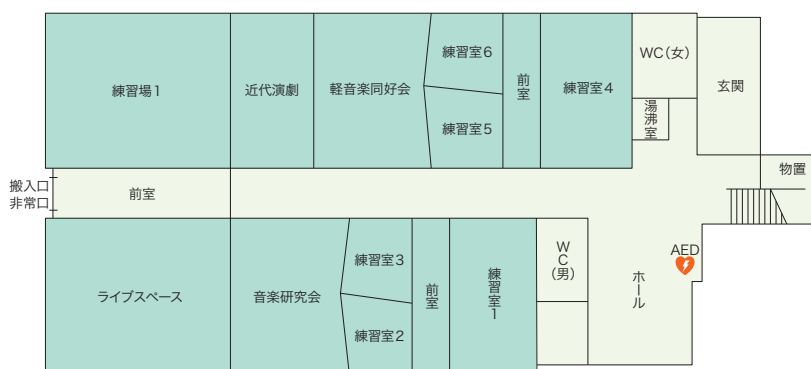 練習場1
近代演劇
軽音楽同好会
練習室6
練習室5
前室
練習室4
WC(女)
湯沸室
玄関
物置
搬入口
非常口
前室
ライブスペース
音楽研究会
練習室3
練習室2
前室
練習室1
WC(男)
ホール
AED